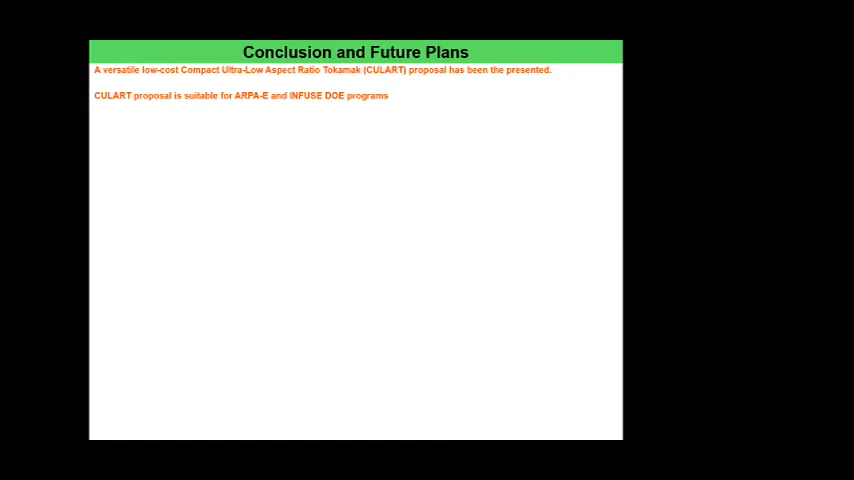 Conclusion and Future Plans
A versatile low-cost Compact Ultra-Low Aspect Ratio Tokamak (CULART) proposal has been the presented.
CULART proposal is suitable for ARPA-E and INFUSE DOE programs